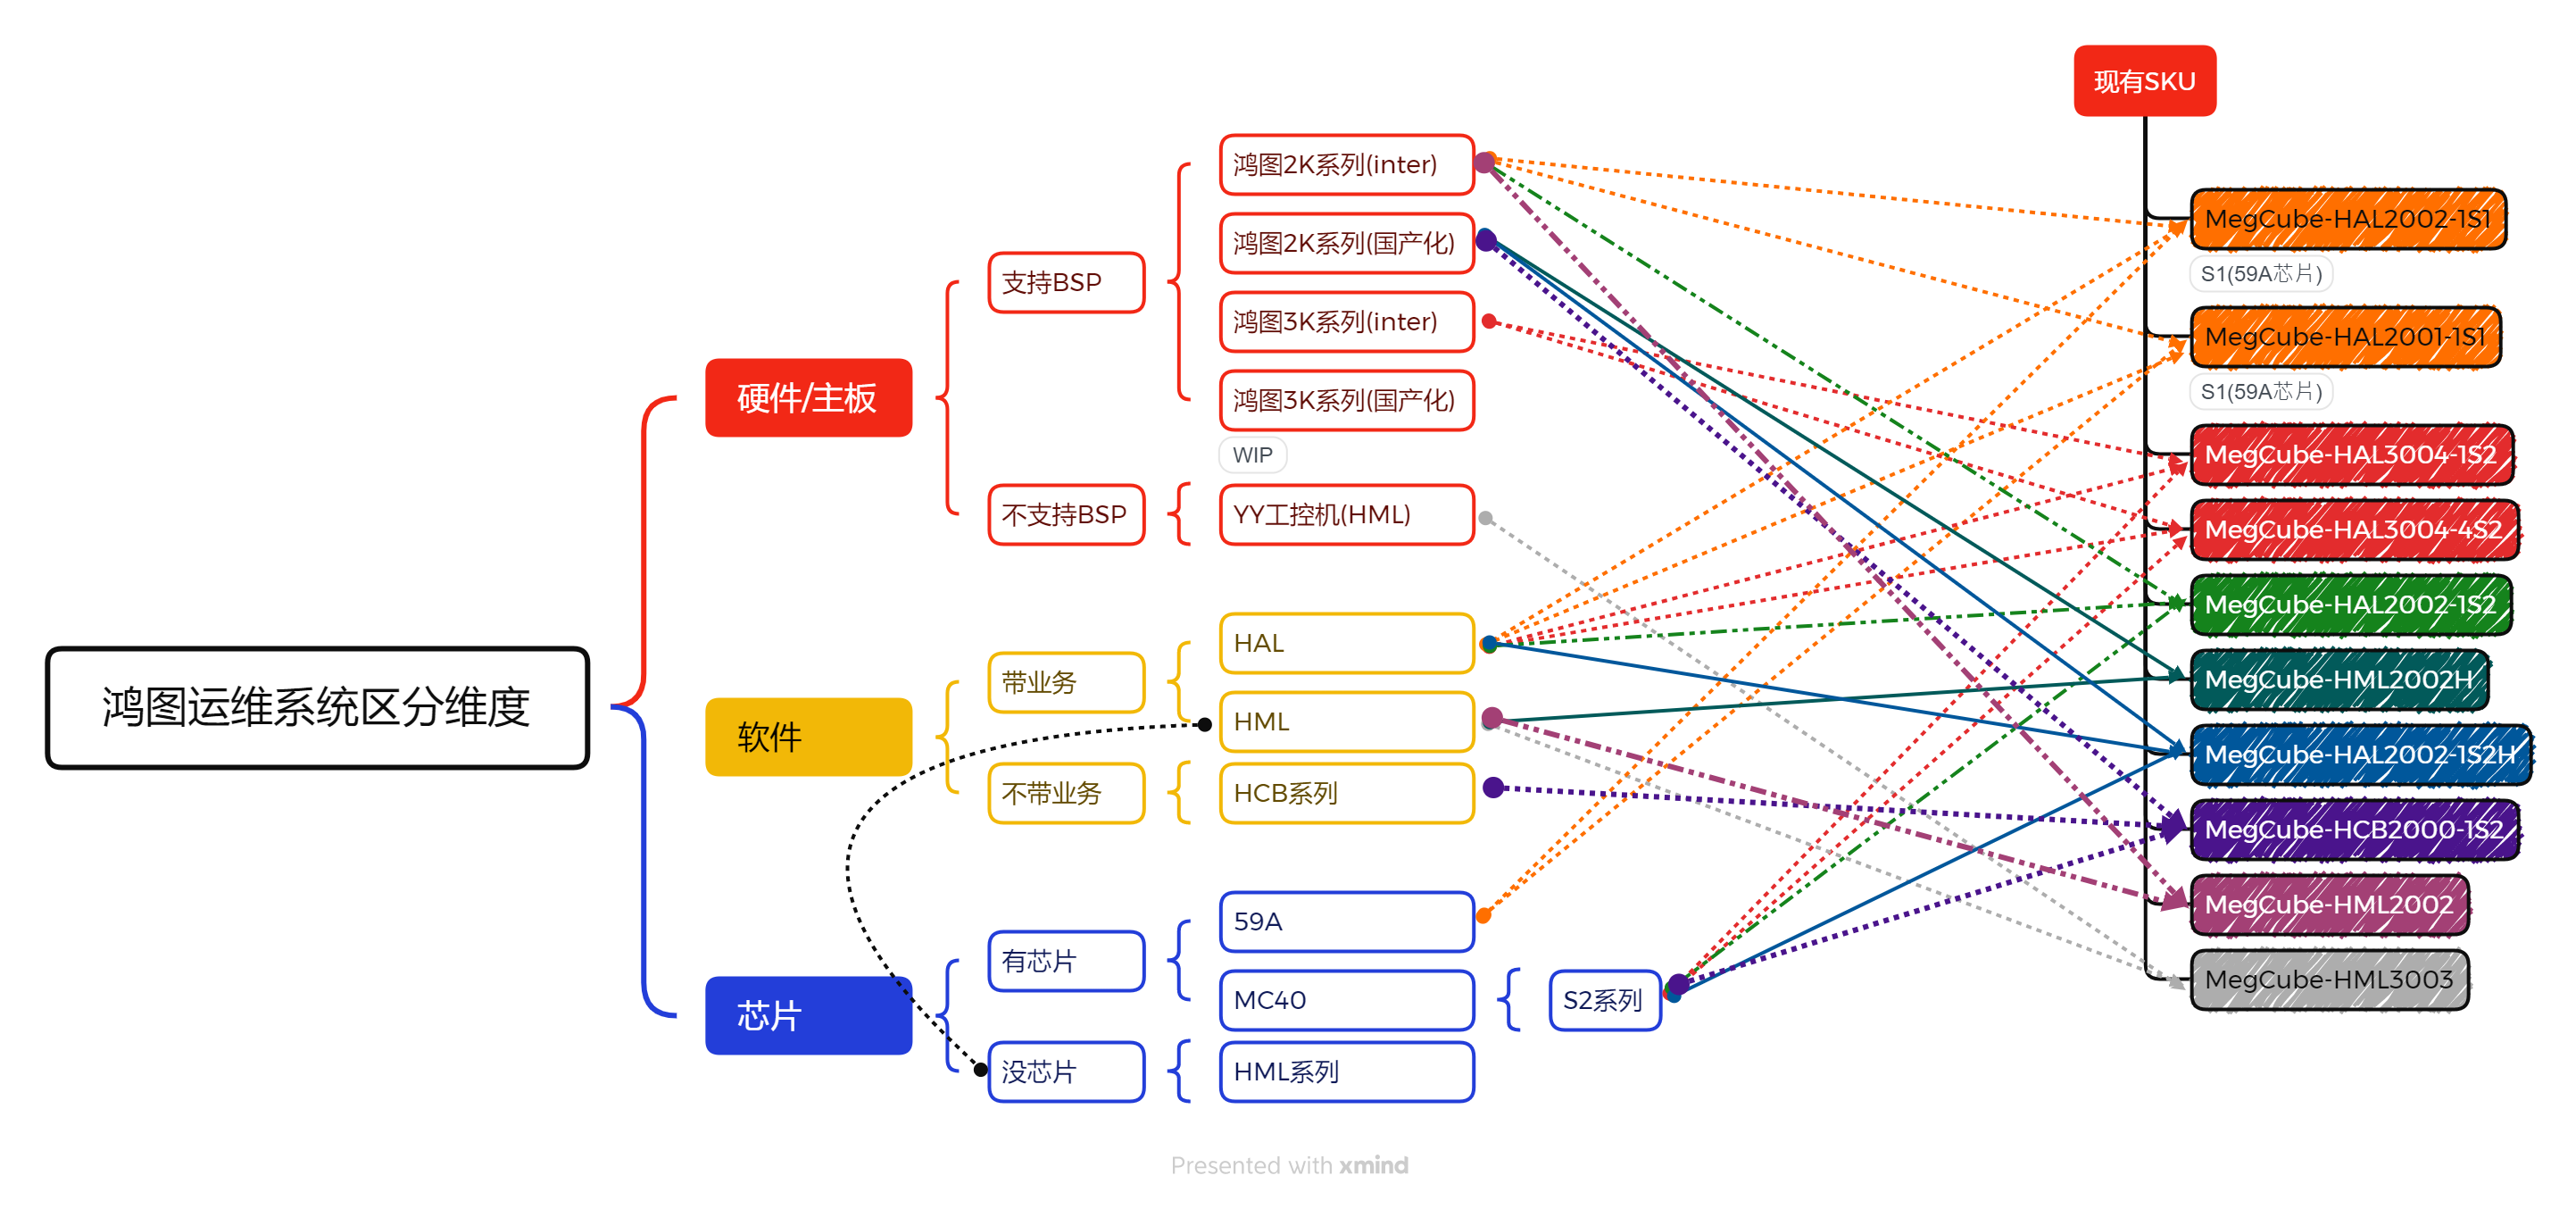 现有SKU
鸿图2K系列(inter)
鸿图2K系列(国产化)
支持BSP
鸿图3K系列(inter)
硬件/主板
鸿图3K系列(国产化)
WIP
不支持BSP
YY工控机(HML)
鸿图运维系统区分维度
HAL
带业务
HML
软件
不带业务
HCB系列
59A
有芯片
MC40
S2系列
芯片
没芯片
HML系列
MegCube-HAL2002-1S1
S1(59A芯片)
MegCube-HAL2001-1S1
S1(59A芯片)
MegCube-HAL3004-1S2
MegCube-HAL3004-4S2
MegCube-HAL2002-1S2
MegCube-HML2002H
MegCube-HAL2002-1S2H
MegCube-HCB2000-1S2
MegCube-HML2002
MegCube-HML3003
Presented with xmind